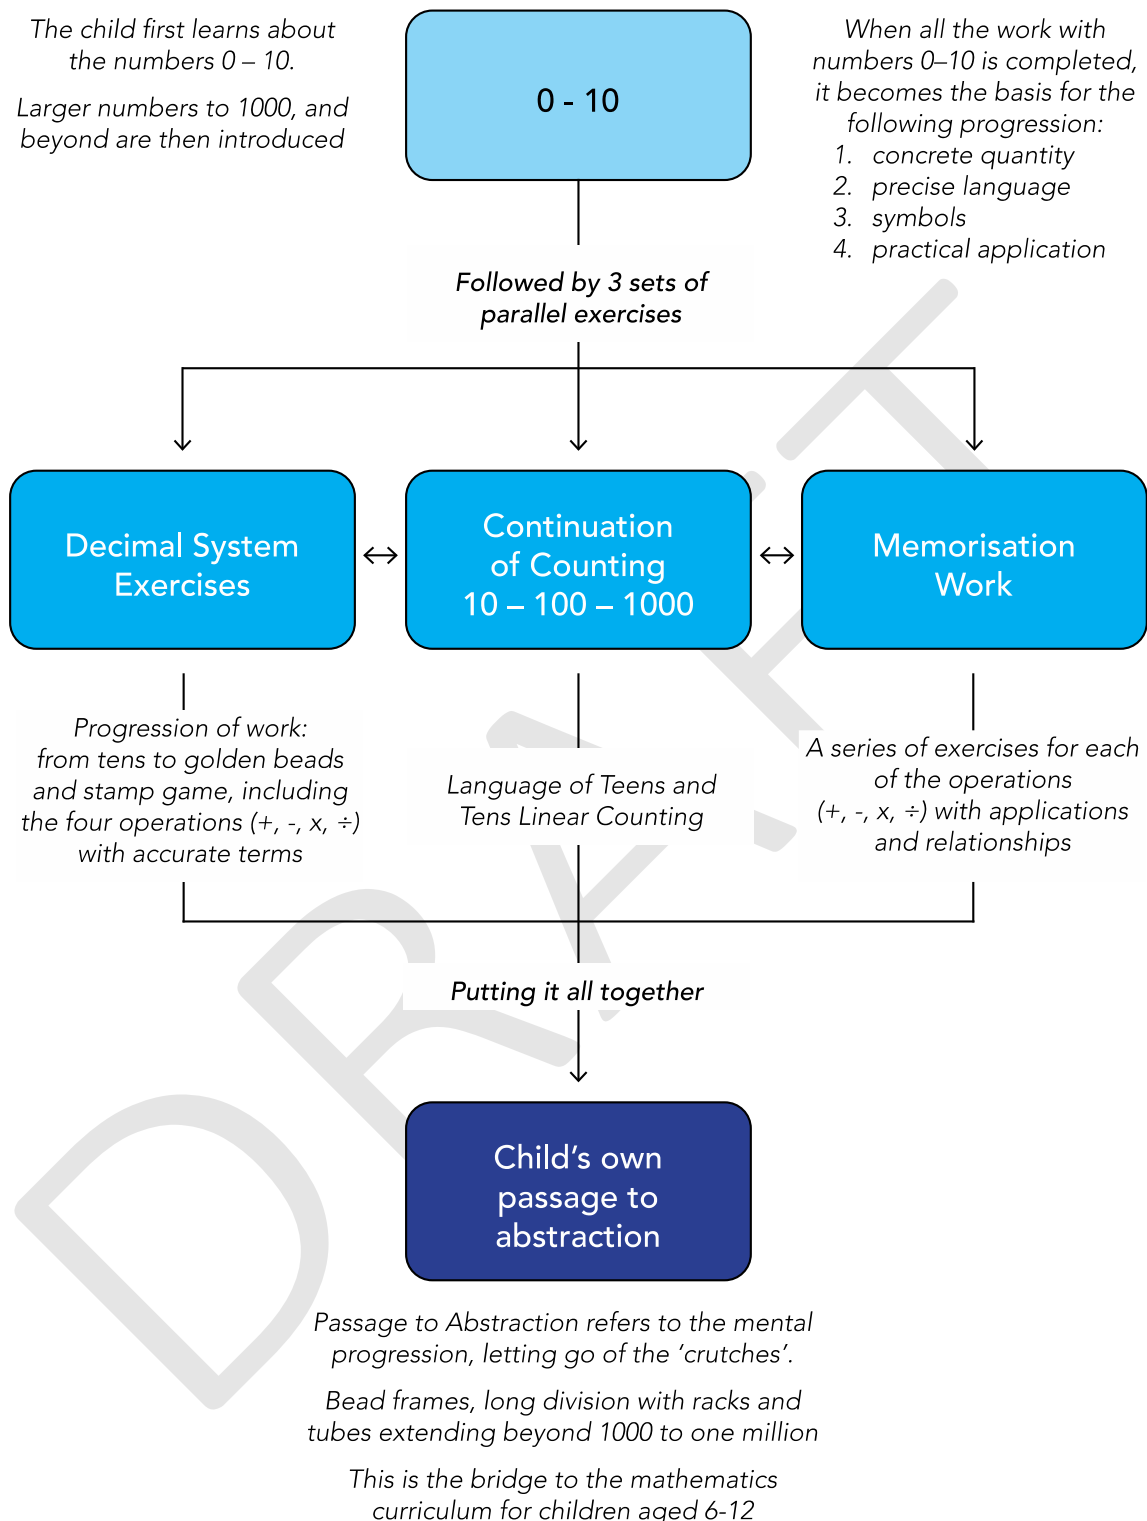 The child first learns about
the numbers 0 – 10.
Larger numbers to 1000, and
beyond are then introduced
0 - 10
When all the work with
numbers 0–10 is completed,
it becomes the basis for the
following progression:
1. concrete quantity
2. precise language
3. symbols
4. practical application
Followed by 3 sets of
parallel exercises
Decimal System
Exercises
Continuation
of Counting
10 – 100 – 1000
Memorisation
Work
Progression of work:
from tens to golden beads
and stamp game, including
the four operations (+, -, x, ÷)
with accurate terms
Language of Teens and
Tens Linear Counting
A series of exercises for each
of the operations
(+, -, x, ÷) with applications
and relationships
Putting it all together
Child’s own
passage to
abstraction
Passage to Abstraction refers to the mental
progression, letting go of the ‘crutches’.
Bead frames, long division with racks and
tubes extending beyond 1000 to one million
This is the bridge to the mathematics
curriculum for children aged 6-12
DRAFT